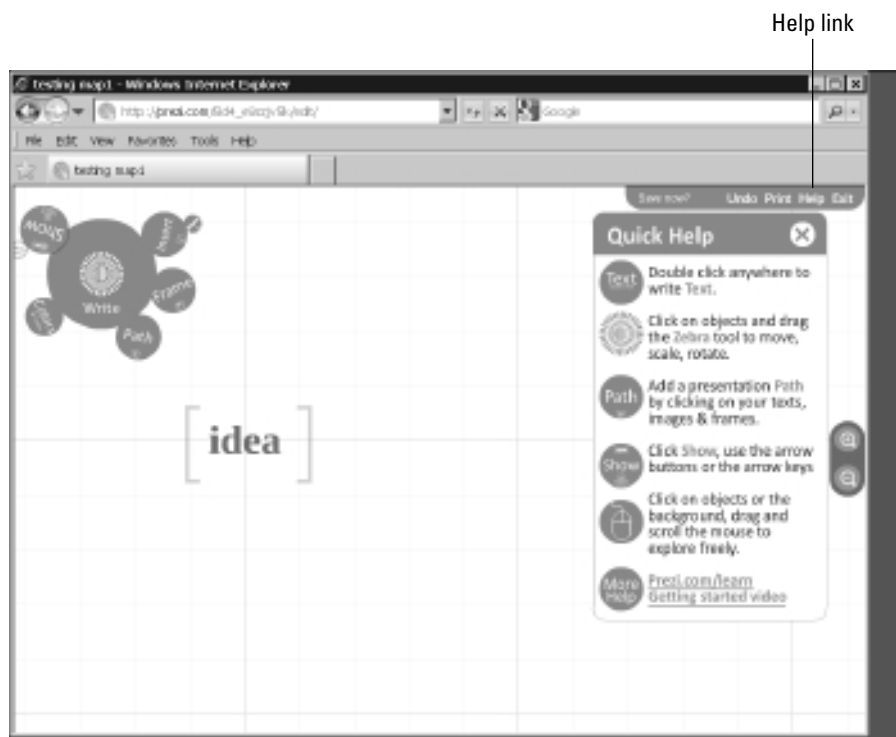 Help link
testing map1 - Windows Internet Explorer
Google
File Edit View Favorites Tools Help
testing map1
Save now? Undo Print Help Exit
Show
Insert
Frame
Write
Path
Quick Help
Text
Double click anywhere to
write Text.
Click on objects and drag
the Zebra tool to move,
scale, rotate.
Path
Add a presentation Path
by clicking on your texts,
images & frames.
idea
Show
Click Show, use the arrow
buttons or the arrow keys
Click on objects or the
background, drag and
scroll the mouse to
explore freely.
More
Help
Prezi.com/learn
Getting started video